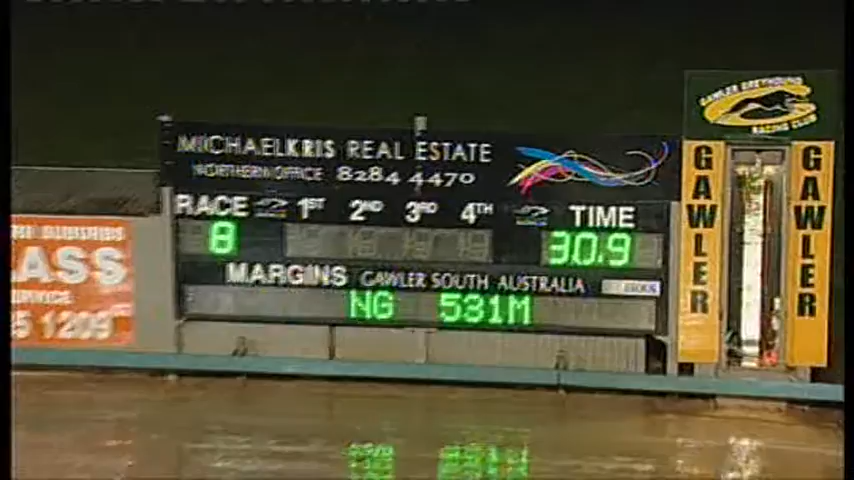 GAWLER GREYHOUND
RACING CLUB
MICHAELKRIS REAL ESTATE
NORTHERN OFFICE 8284 4470
RACE 1ST 2ND 3RD 4TH TIME
8 30.9
MARGINS GAWLER SOUTH AUSTRALIA
NG 531M
GAWLER
GAWLER
ASS
5 1209